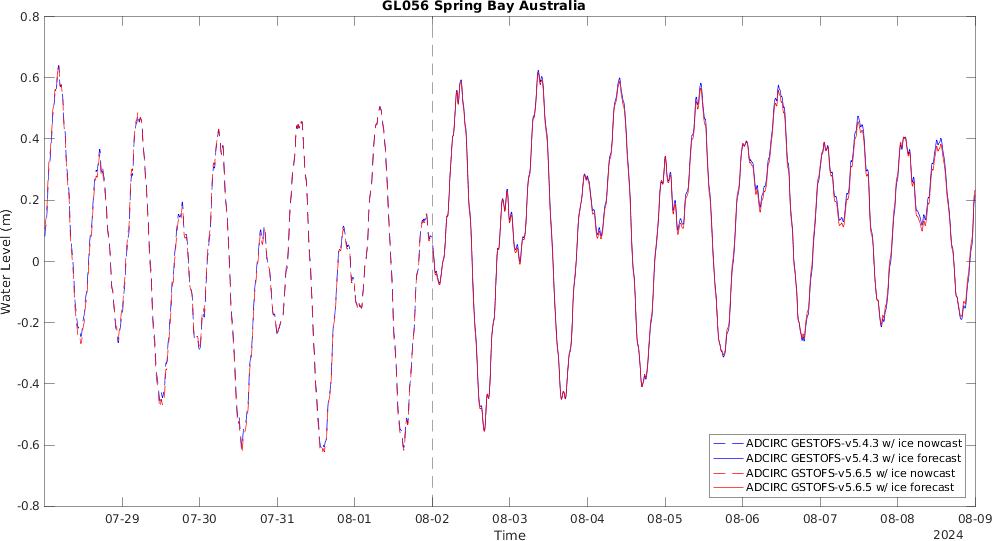 GL056 Spring Bay Australia
0.8
0.6
0.4
0.2
0
-0.2
-0.4
-0.6
-0.8
Water Level (m)
ADCIRC GESTOFS-v5.4.3 w/ ice nowcast
ADCIRC GESTOFS-v5.4.3 w/ ice forecast
ADCIRC GSTOFS-v5.6.5 w/ ice nowcast
ADCIRC GSTOFS-v5.6.5 w/ ice forecast
07-29 07-30 07-31 08-01 08-02 08-03 08-04 08-05 08-06 08-07 08-08 08-09
Time
2024